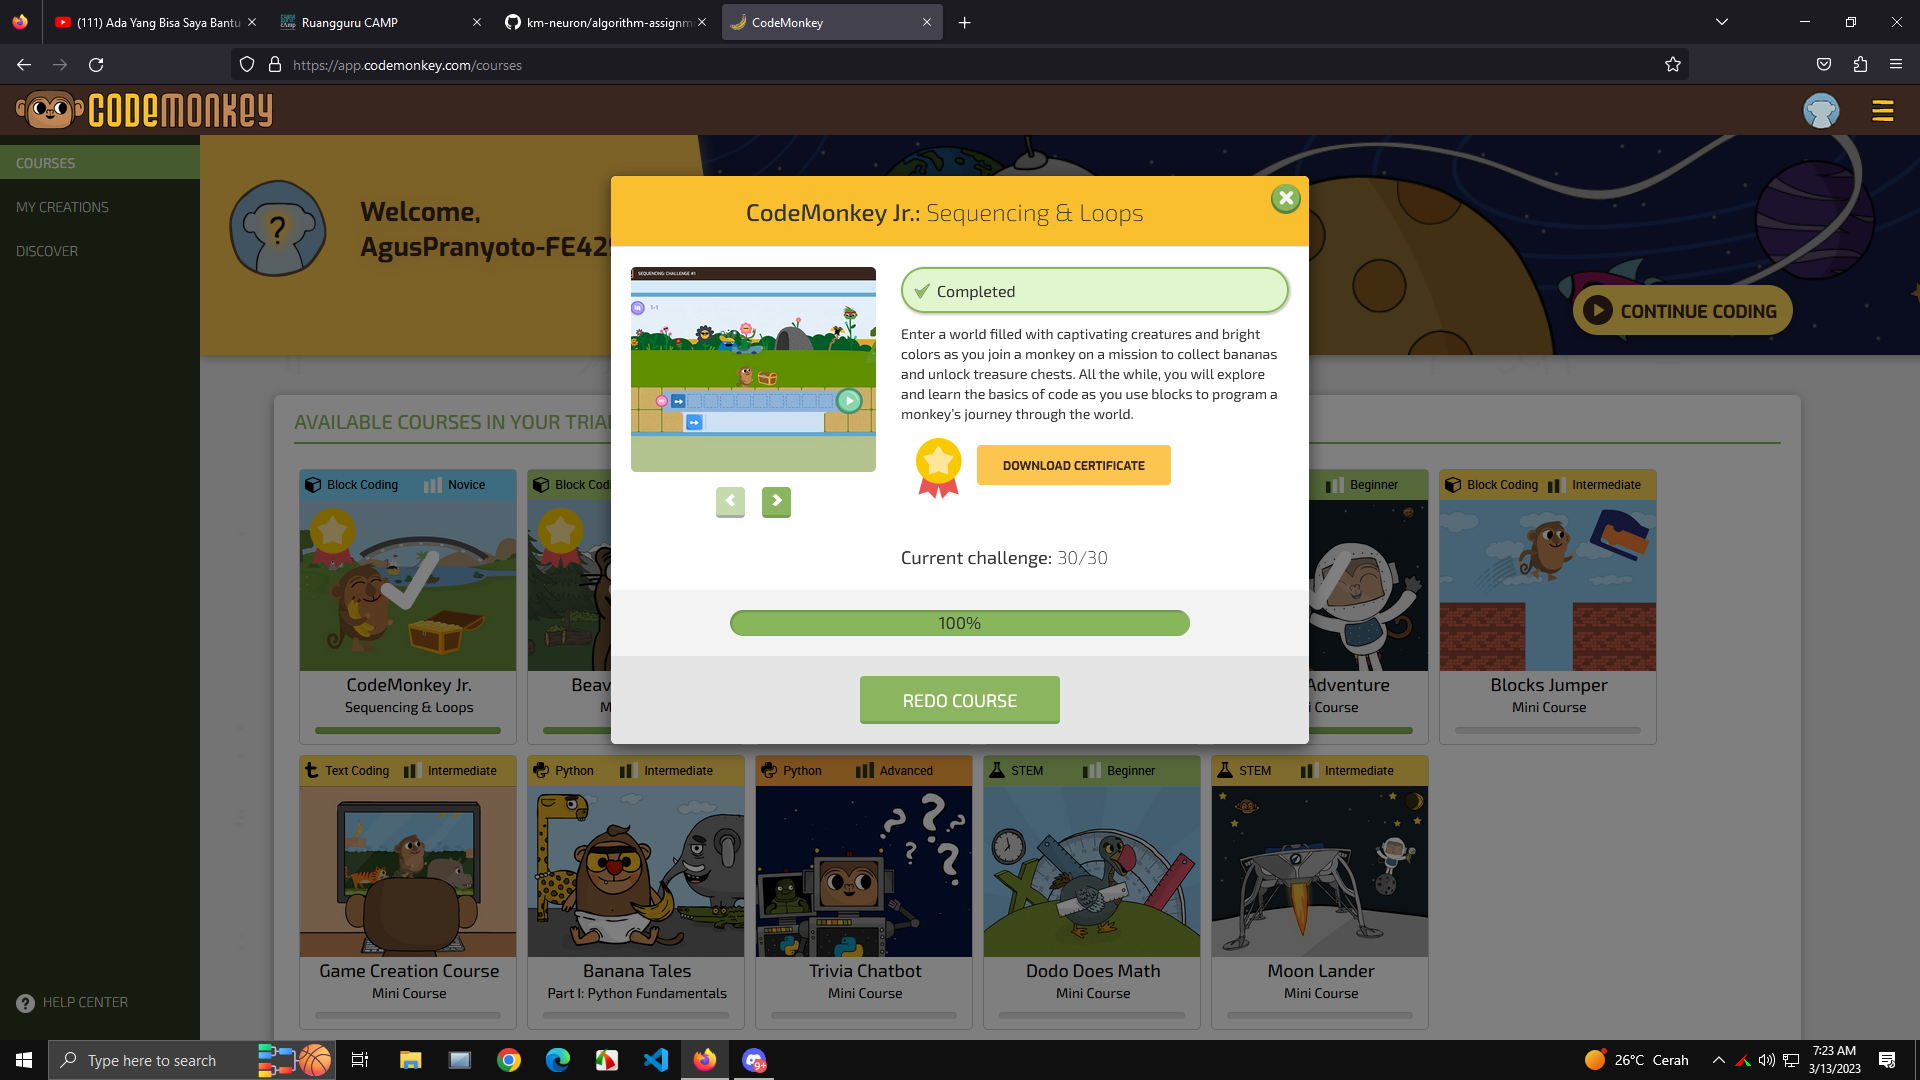 (111) Ada Yang Bisa Saya Bantu
Ruangguru CAMP
km-neuron/algorithm-assignm
CodeMonkey
https://app.codemonkey.com/courses
CODEMONKEY
COURSES
MY CREATIONS
DISCOVER
HELP CENTER
Welcome,
AgusPranyoto-FE42
CONTINUE CODING
AVAILABLE COURSES IN YOUR TRIA
CodeMonkey Jr.: Sequencing & Loops
SEQUENCING: CHALLENGE #1
1-1
Completed
Enter a world filled with captivating creatures and bright
colors as you join a monkey on a mission to collect bananas
and unlock treasure chests. All the while, you will explore
and learn the basics of code as you use blocks to program a
monkey's journey through the world.
DOWNLOAD CERTIFICATE
Current challenge: 30/30
100%
REDO COURSE
Block Coding Novice
CodeMonkey Jr.
Sequencing & Loops
Block Codi
Beav
M
Beginner
Adventure
i Course
Block Coding Intermediate
Blocks Jumper
Mini Course
Text Coding Intermediate
Game Creation Course
Mini Course
Python Intermediate
Banana Tales
Part I: Python Fundamentals
Python Advanced
Trivia Chatbot
Mini Course
STEM Beginner
Dodo Does Math
Mini Course
STEM Intermediate
Moon Lander
Mini Course
Type here to search
9+
26°C Cerah
7:23 AM
3/13/2023